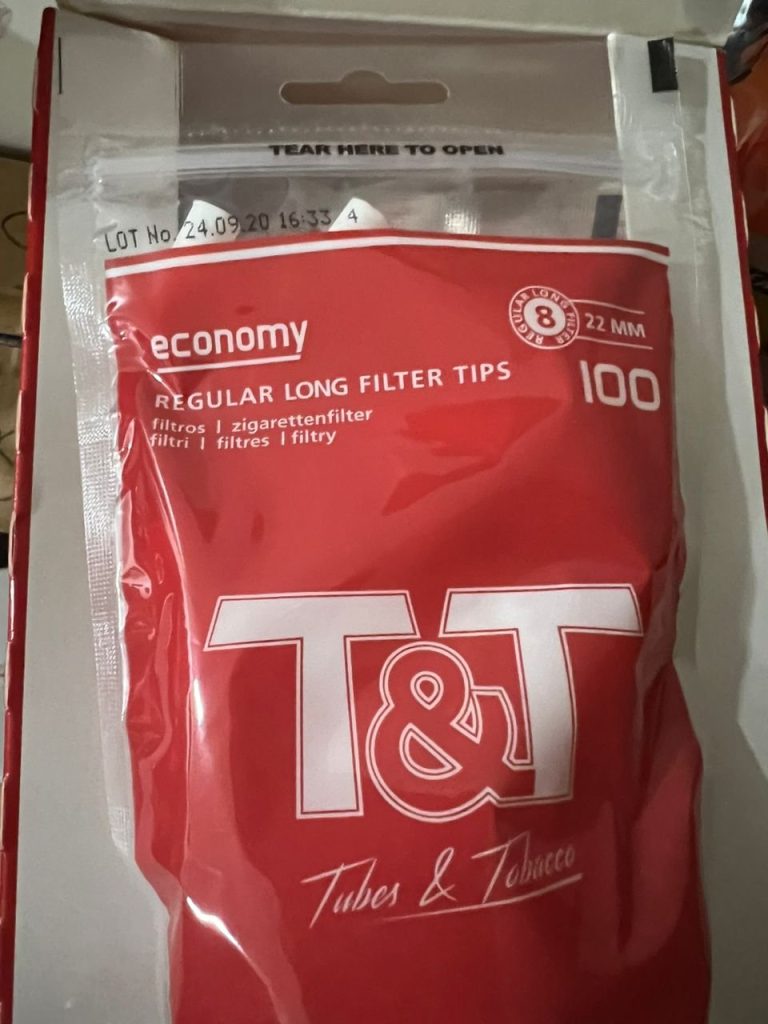 TEAR HERE TO OPEN
LOT No. 24.09.20 16:33 4
economy
REGULAR LONG FILTER
8
22 MM
100
REGULAR LONG FILTER TIPS
filtros | zigarettenfilter
filtri | filtres | filtry
T&T
Tubes & Tobacco